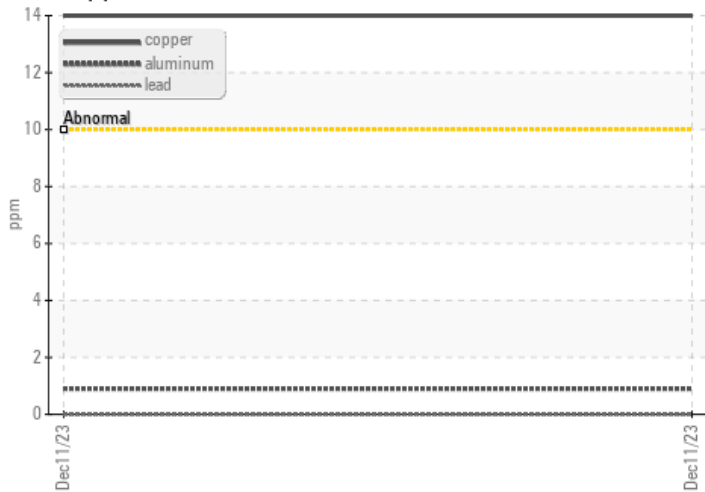 14
copper
aluminum
lead
12
Abnormal
10
8
ppm
6
4
2
0
Dec11/23
Dec11/23